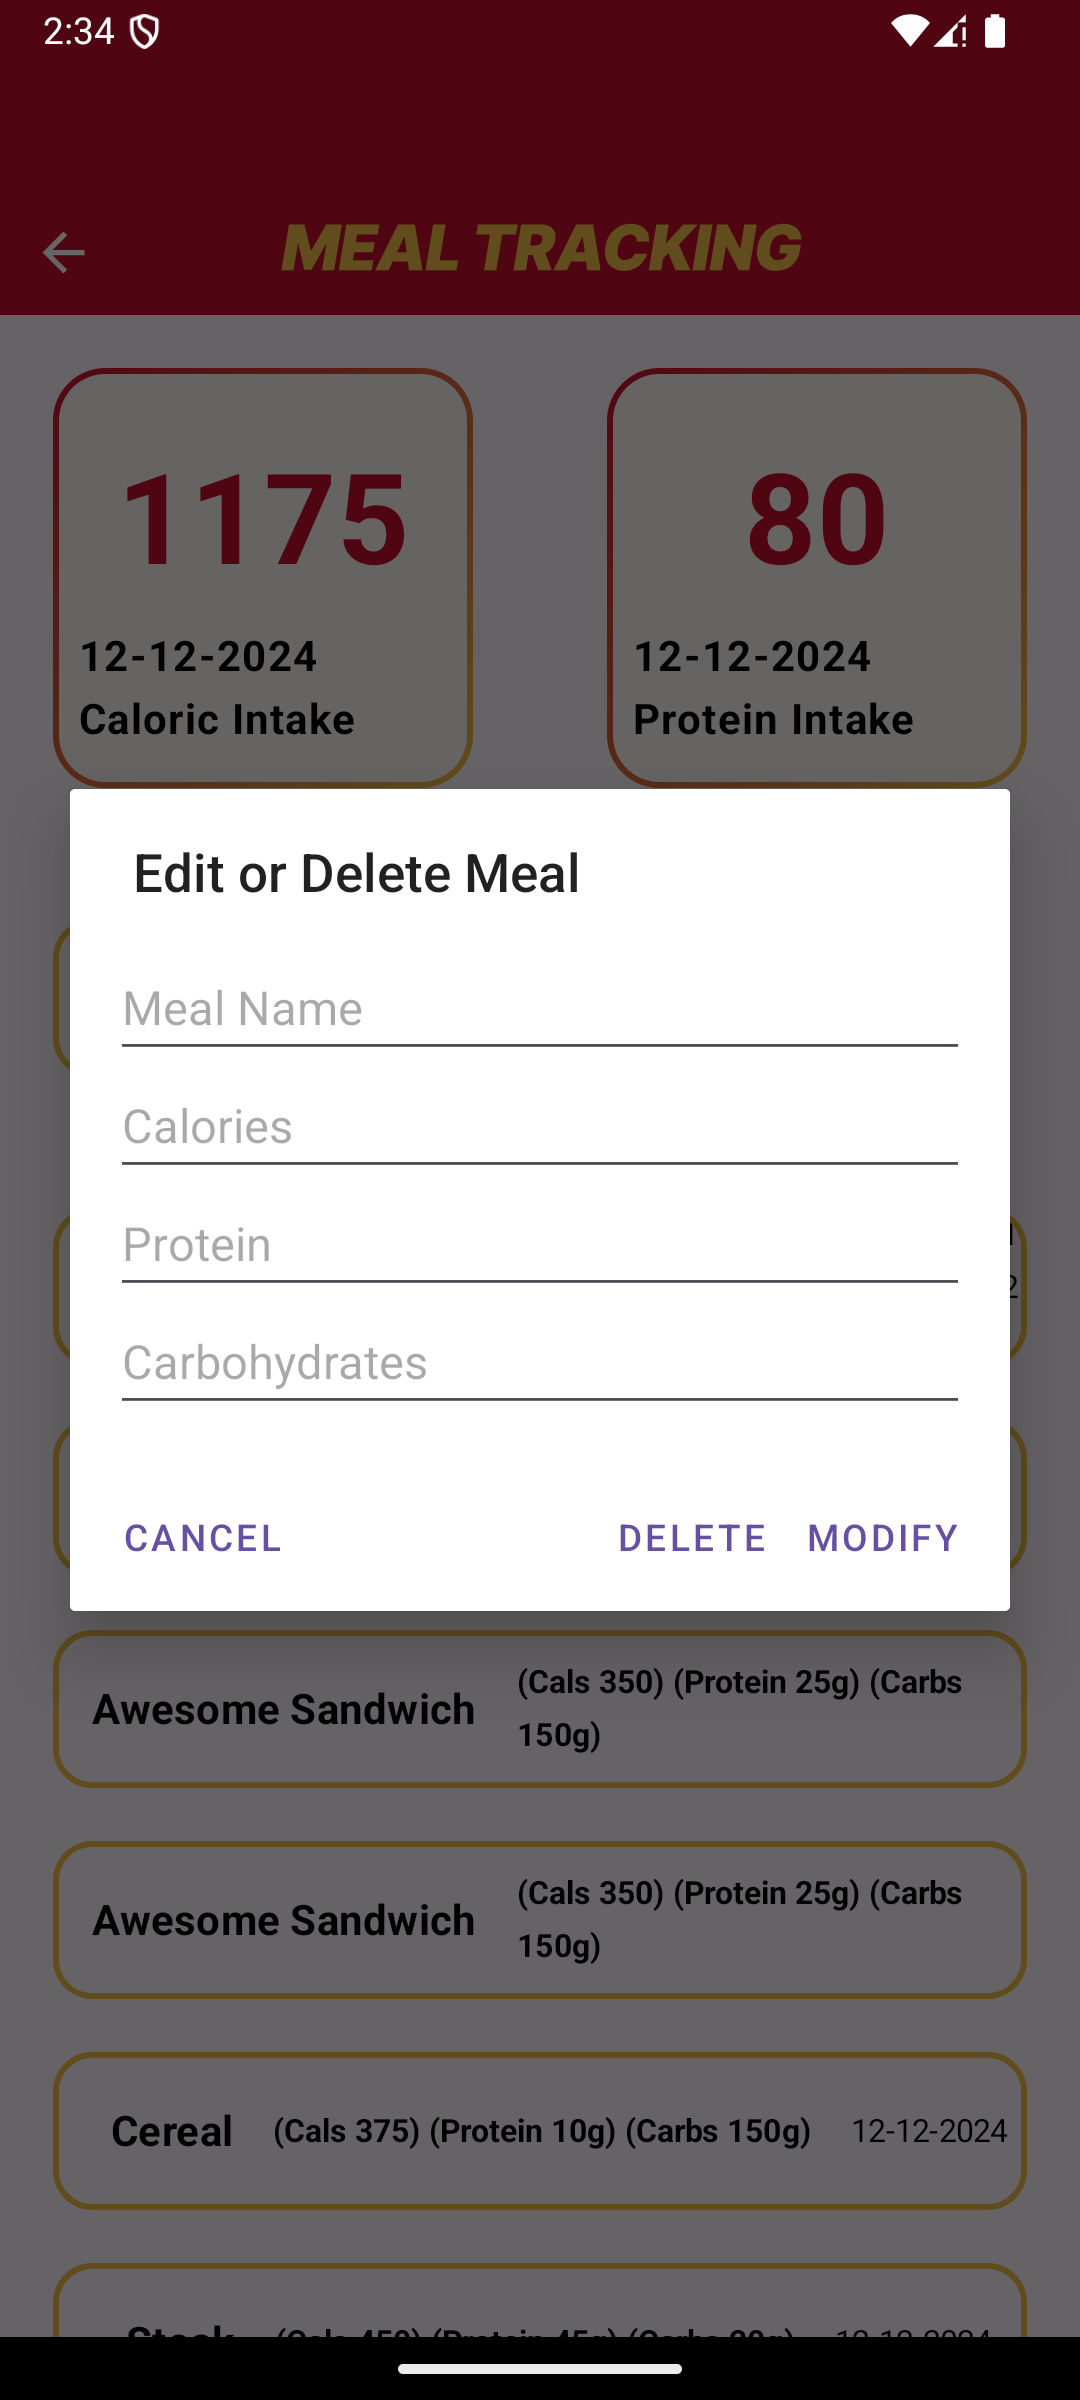 2:34
MEAL TRACKING
1175
80
12-12-2024
Caloric Intake
12-12-2024
Protein Intake
Edit or Delete Meal
Meal Name
Calories
Protein
Carbohydrates
CANCEL
DELETE
MODIFY
Awesome Sandwich
(Cals 350) (Protein 25g) (Carbs
150g)
Awesome Sandwich
(Cals 350) (Protein 25g) (Carbs
150g)
Cereal
(Cals 375) (Protein 10g) (Carbs 150g)
12-12-2024